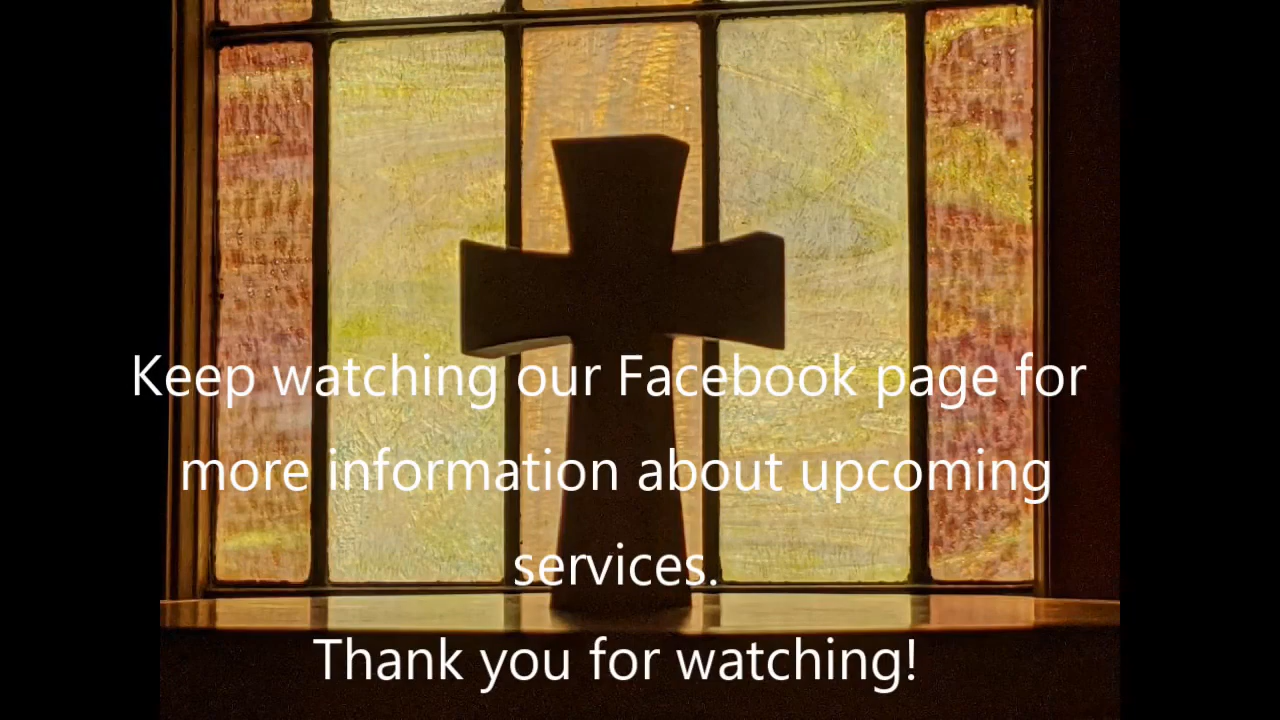 Keep watching our Facebook page for
more information about upcoming
services.
Thank you for watching!